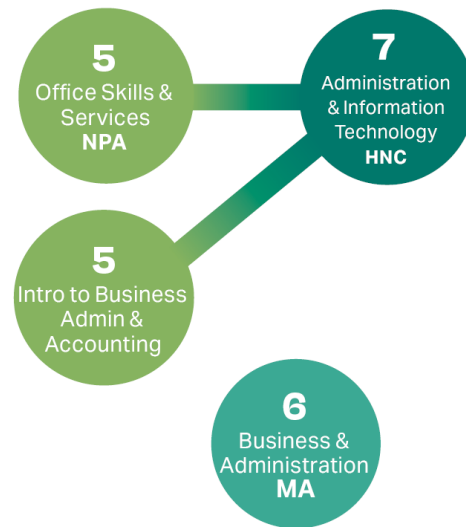 5
Office Skills &
Services
NPA
7
Administration
& Information
Technology
HNC
5
Intro to Business
Admin &
Accounting
6
Business &
Administration
MA